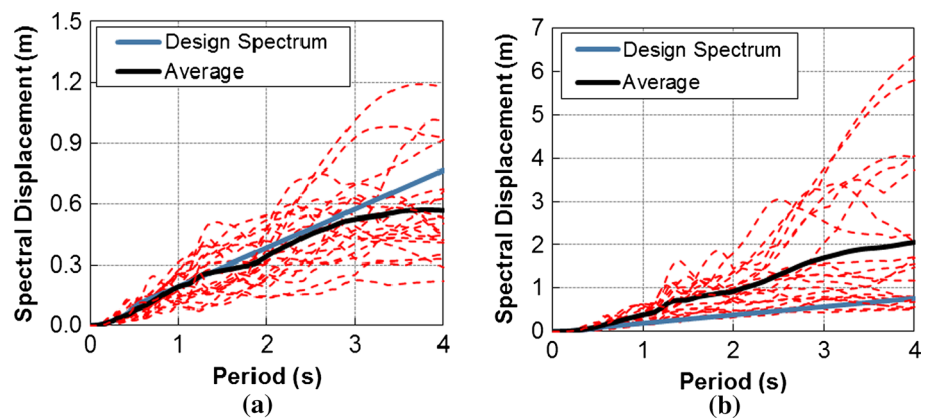 Spectral Displacement (m)
1.5
1.2
0.9
0.6
0.3
0.0
Design Spectrum
Average
0 1 2 3 4
Period (s)
(a)
Spectral Displacement (m)
7
6
5
4
3
2
1
0
Design Spectrum
Average
0 1 2 3 4
Period (s)
(b)